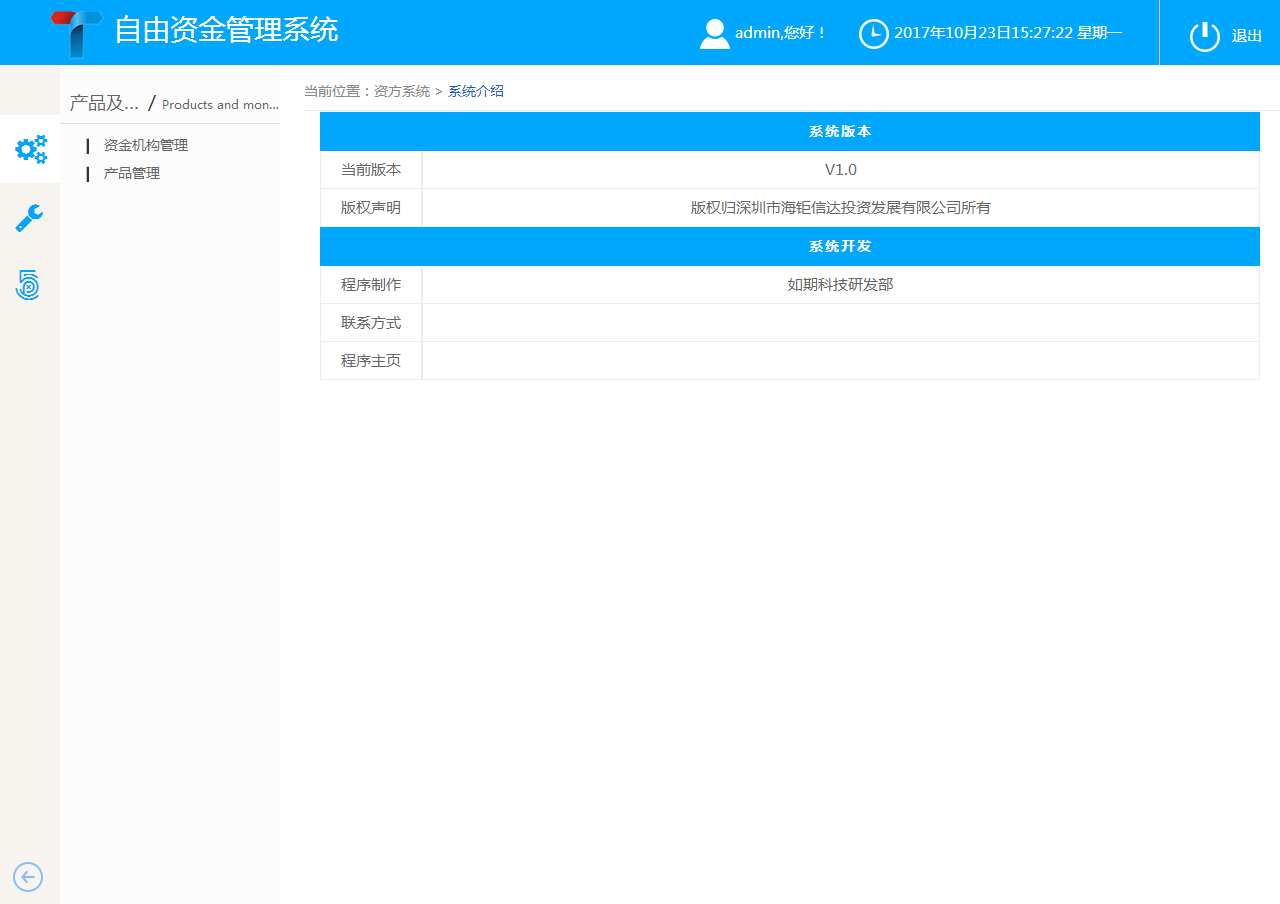 自由资金管理系统
admin,您好！
2017年10月23日15:27:22 星期一
退出
产品及... / Products and mon...
资金机构管理
产品管理
当前位置：资方系统 > 系统介绍
系统版本
当前版本 V1.0
版权声明 版权归深圳市海钜信达投资发展有限公司所有
系统开发
程序制作 如期科技研发部
联系方式
程序主页